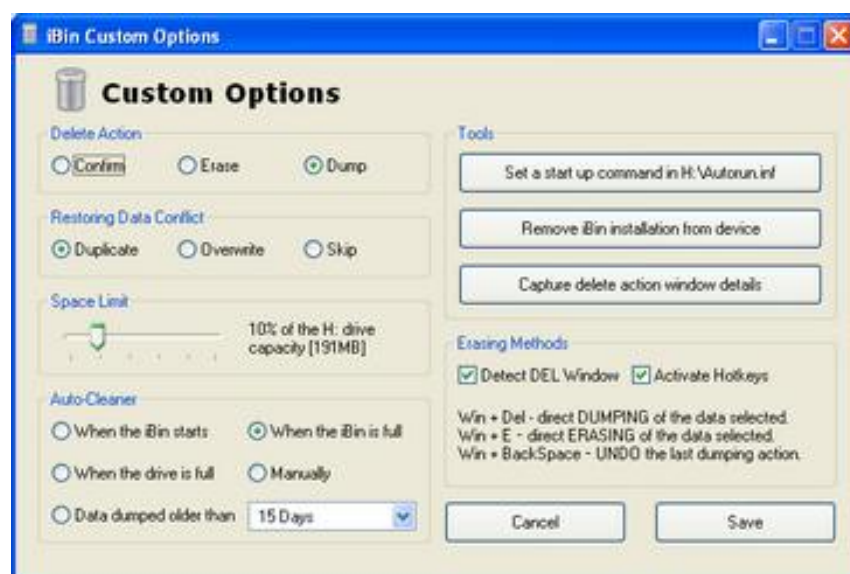 iBin Custom Options
Custom Options
Delete Action
Confirm Erase Dump
Restoring Data Conflict
Duplicate Overwrite Skip
Space Limit
10% of the H: drive
capacity [191MB]
Auto-Cleaner
When the iBin starts When the iBin is full
When the drive is full Manually
Data dumped older than 15 Days
Tools
Set a start up command in H:\Autorun.inf
Remove iBin installation from device
Capture delete action window details
Erasing Methods
Detect DEL Window Activate Hotkeys
Win + Del - direct DUMPING of the data selected.
Win + E - direct ERASING of the data selected.
Win + BackSpace - UNDO the last dumping action.
Cancel Save